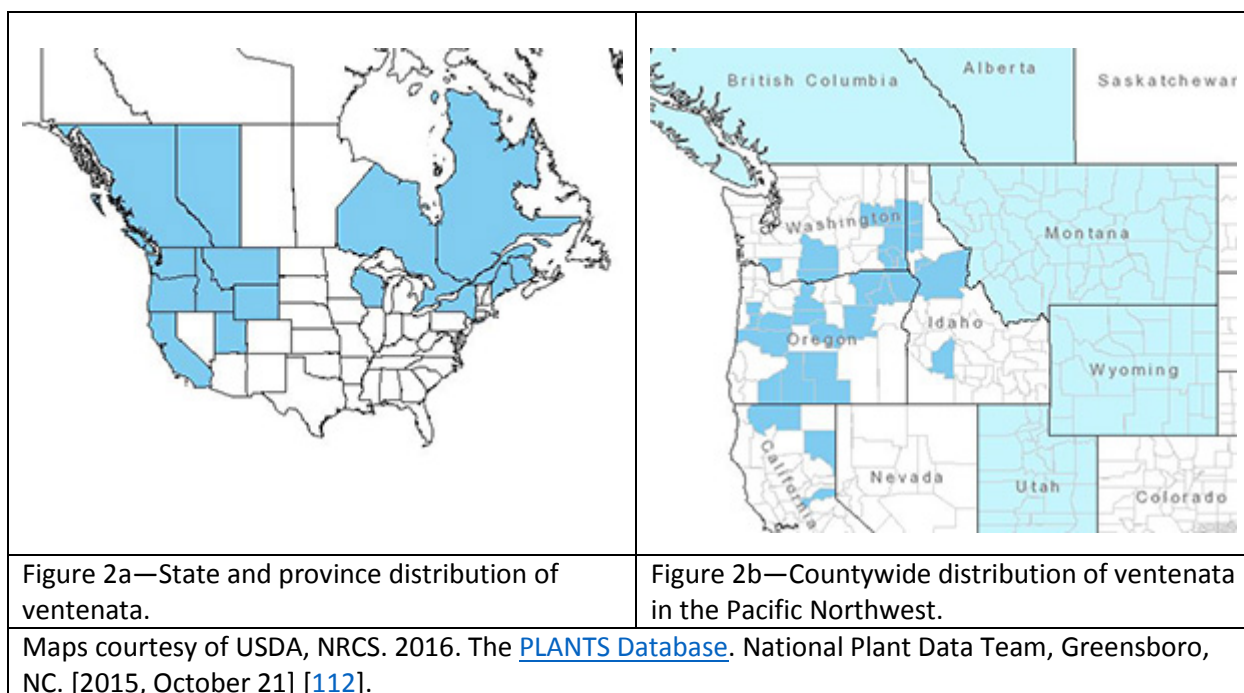 British Columbia
Alberta
Saskatchewar
Washington
Montana
Oregon
Idaho
Wyoming
California
Nevada
Utah
Colorado
Figure 2a—State and province distribution of
ventenata.
Figure 2b—Countywide distribution of ventenata
in the Pacific Northwest.
Maps courtesy of USDA, NRCS. 2016. The PLANTS Database. National Plant Data Team, Greensboro,
NC. [2015, October 21] [112].